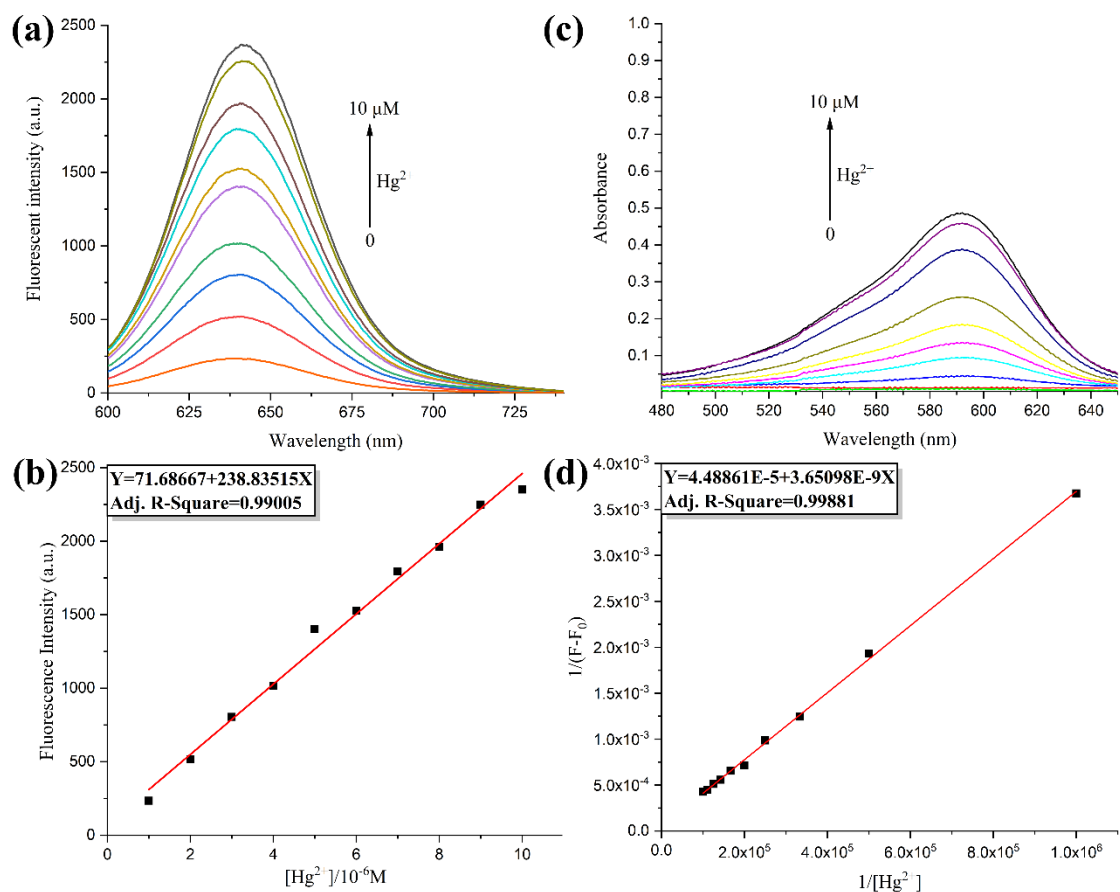 (a)
2500
2000
1500
1000
500
0
Fluorescent intensity (a.u.)
10 μM
Hg²⁺
0
600 625 650 675 700 725
Wavelength (nm)
(c)
1.0
0.9
0.8
0.7
0.6
0.5
0.4
0.3
0.2
0.1
Absorbance
10 μM
Hg²⁺
0
480 500 520 540 560 580 600 620 640
Wavelength (nm)
(b)
Y=71.68667+238.83515X
Adj. R-Square=0.99005
2500
2000
1500
1000
500
0
Fluorescence Intensity (a.u.)
0 2 4 6 8 10
[Hg²⁺]/10⁻⁶M
(d)
Y=4.48861E-5+3.65098E-9X
Adj. R-Square=0.99881
4.0x10⁻³
3.5x10⁻³
3.0x10⁻³
2.5x10⁻³
2.0x10⁻³
1.5x10⁻³
1.0x10⁻³
5.0x10⁻⁴
0.0
1/(F-F₀)
0.0 2.0x10⁵ 4.0x10⁵ 6.0x10⁵ 8.0x10⁵ 1.0x10⁶
1/[Hg²⁺]